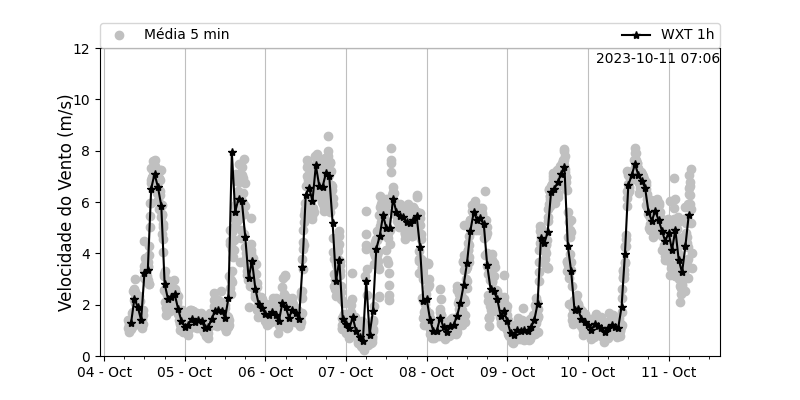 Média 5 min
WXT 1h
2023-10-11 07:06
Velocidade do Vento (m/s)
12
10
8
6
4
2
0
04 - Oct 05 - Oct 06 - Oct 07 - Oct 08 - Oct 09 - Oct 10 - Oct 11 - Oct